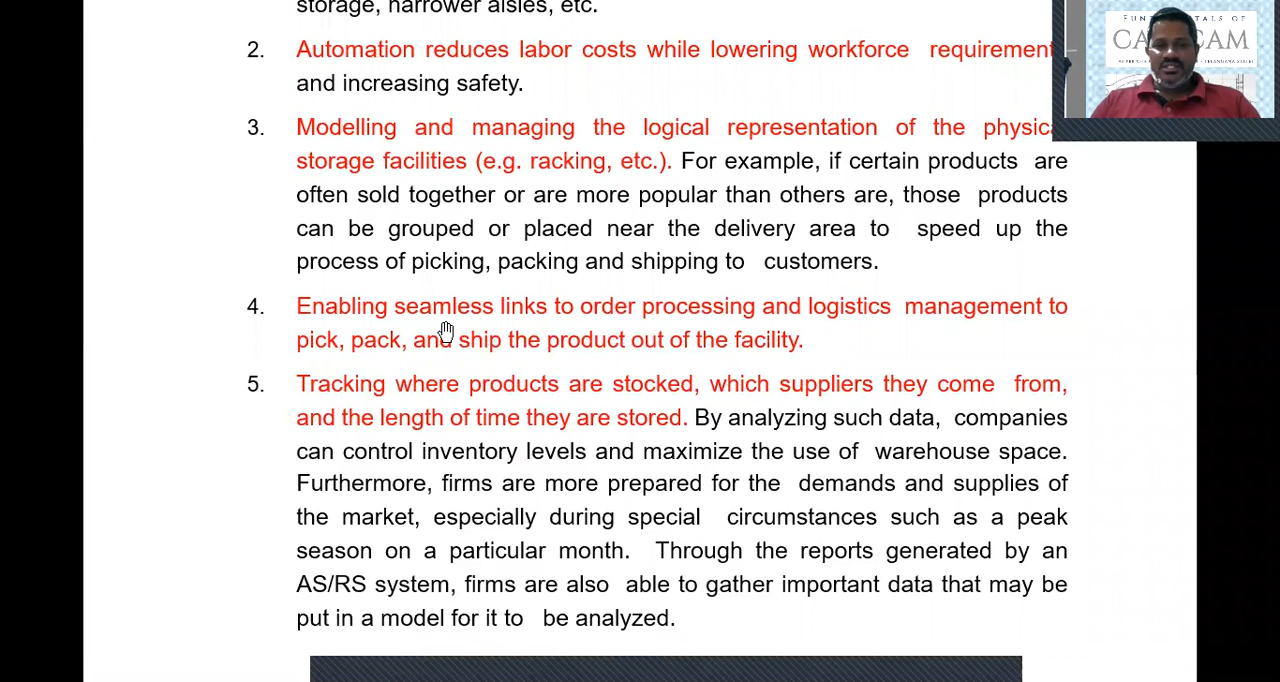 storage, narrower aisles, etc.
2. Automation reduces labor costs while lowering workforce requirement
and increasing safety.
3. Modelling and managing the logical representation of the physic
storage facilities (e.g. racking, etc.). For example, if certain products are
often sold together or are more popular than others are, those products
can be grouped or placed near the delivery area to speed up the
process of picking, packing and shipping to customers.
4. Enabling seamless links to order processing and logistics management to
pick, pack, and ship the product out of the facility.
5. Tracking where products are stocked, which suppliers they come from,
and the length of time they are stored. By analyzing such data, companies
can control inventory levels and maximize the use of warehouse space.
Furthermore, firms are more prepared for the demands and supplies of
the market, especially during special circumstances such as a peak
season on a particular month. Through the reports generated by an
AS/RS system, firms are also able to gather important data that may be
put in a model for it to be analyzed.
CAM